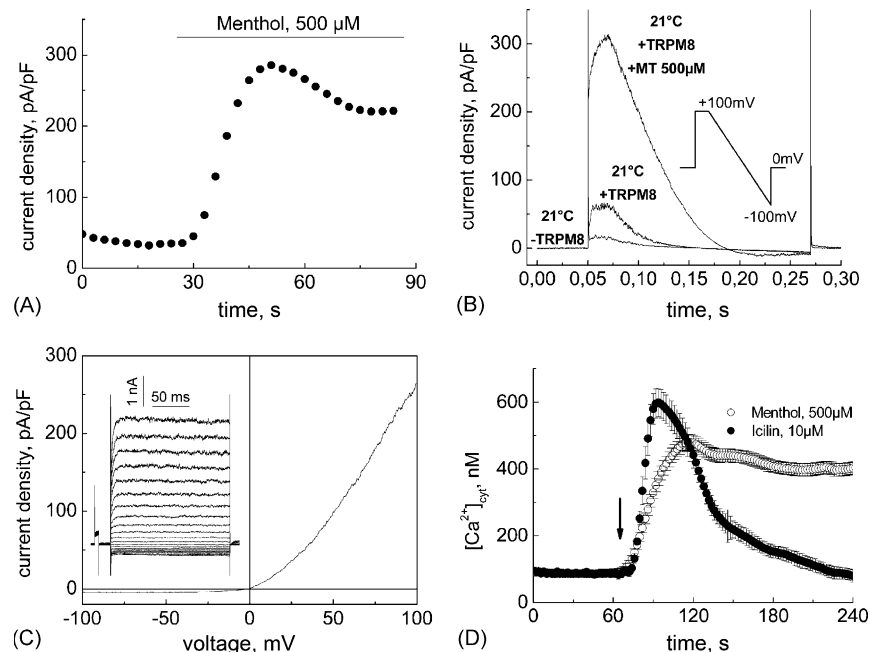 Menthol, 500 µM
current density, pA/pF
300
200
100
0
0
30
60
90
time, s
(A)
21°C
+TRPM8
+MT 500µM
+100mV
0mV
-100mV
21°C
+TRPM8
21°C
-TRPM8
current density, pA/pF
300
200
100
0
0,00
0,05
0,10
0,15
0,20
0,25
0,30
time, s
(B)
1 nA
50 ms
current density, pA/pF
300
250
200
150
100
50
0
-100
-50
0
50
100
voltage, mV
(C)
Menthol, 500µM
Icilin, 10µM
[Ca²⁺]cyt, nM
600
400
200
0
0
60
120
180
240
time, s
(D)